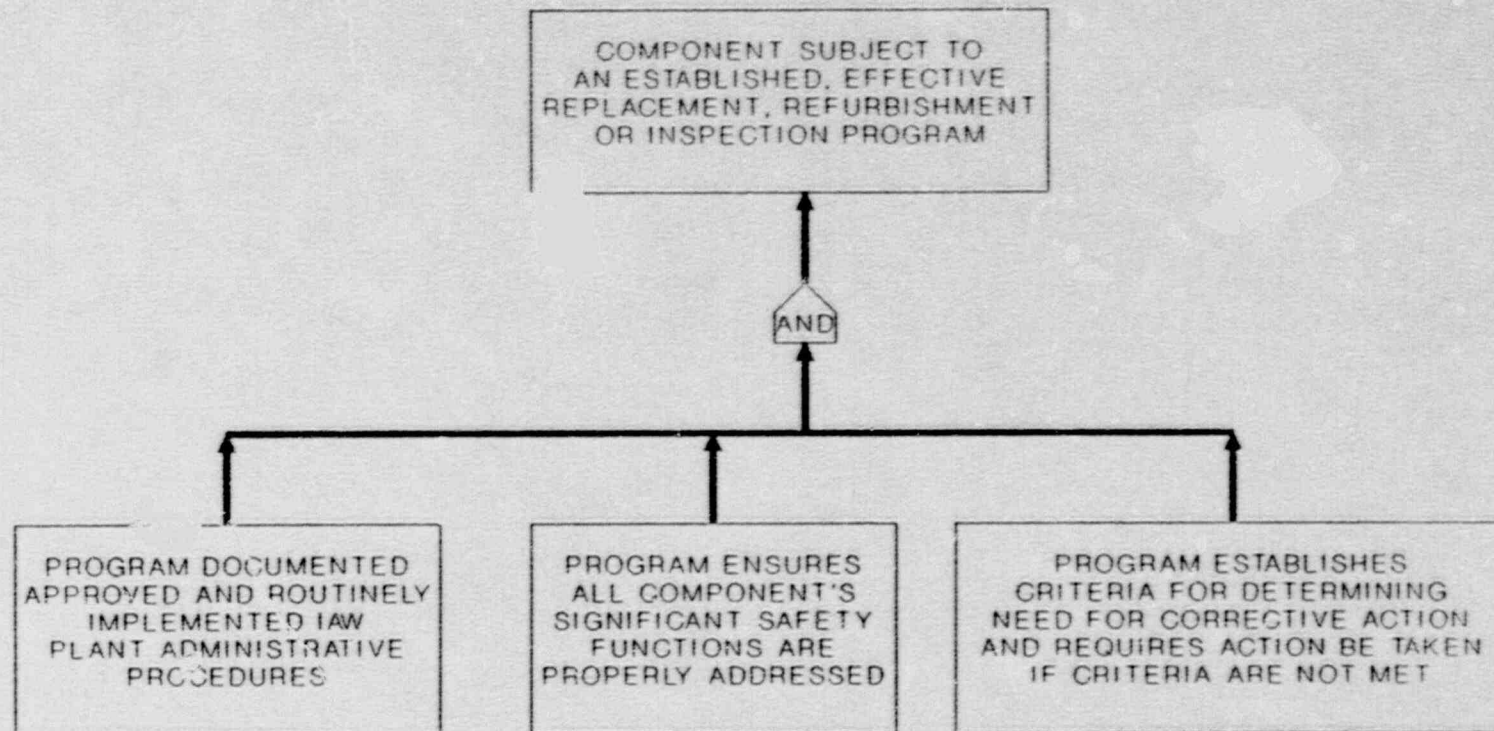 COMPONENT SUBJECT TO
AN ESTABLISHED, EFFECTIVE
REPLACEMENT, REFURBISHMENT
OR INSPECTION PROGRAM
AND
PROGRAM DOCUMENTED
APPROVED AND ROUTINELY
IMPLEMENTED IAW
PLANT ADMINISTRATIVE
PROCEDURES
PROGRAM ENSURES
ALL COMPONENT'S
SIGNIFICANT SAFETY
FUNCTIONS ARE
PROPERLY ADDRESSED
PROGRAM ESTABLISHES
CRITERIA FOR DETERMINING
NEED FOR CORRECTIVE ACTION
AND REQUIRES ACTION BE TAKEN
IF CRITERIA ARE NOT MET